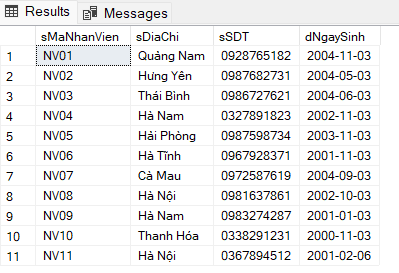 Results Messages
sMaNhanVien sDiaChi sSDT dNgaySinh
1 NV01 Quảng Nam 0928765182 2004-11-03
2 NV02 Hưng Yên 0987682731 2004-05-03
3 NV03 Thái Bình 0986727621 2004-06-03
4 NV04 Hà Nam 0347891823 2002-11-03
5 NV05 Hải Phòng 0987598734 2003-11-03
6 NV06 Hà Tĩnh 0967928371 2001-11-03
7 NV07 Cà Mau 0972587619 2004-09-03
8 NV08 Hà Nội 0981637861 2002-10-03
9 NV09 Hà Nam 0983274287 2001-01-03
10 NV10 Thanh Hóa 0338291231 2000-11-03
11 NV11 Hà Nội 0367894512 2001-02-06